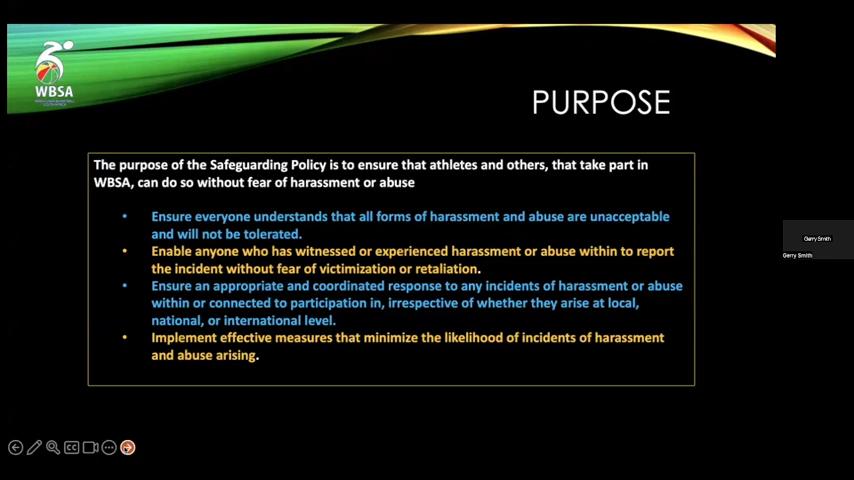 WBSA
PURPOSE
The purpose of the Safeguarding Policy is to ensure that athletes and others, that take part in
WBSA, can do so without fear of harassment or abuse
• Ensure everyone understands that all forms of harassment and abuse are unacceptable
and will not be tolerated.
• Enable anyone who has witnessed or experienced harassment or abuse within to report
the incident without fear of victimization or retaliation.
• Ensure an appropriate and coordinated response to any incidents of harassment or abuse
within or connected to participation in, irrespective of whether they arise at local,
national, or international level.
• Implement effective measures that minimize the likelihood of incidents of harassment
and abuse arising.
Gerry Smith
Gerry Smith
CC